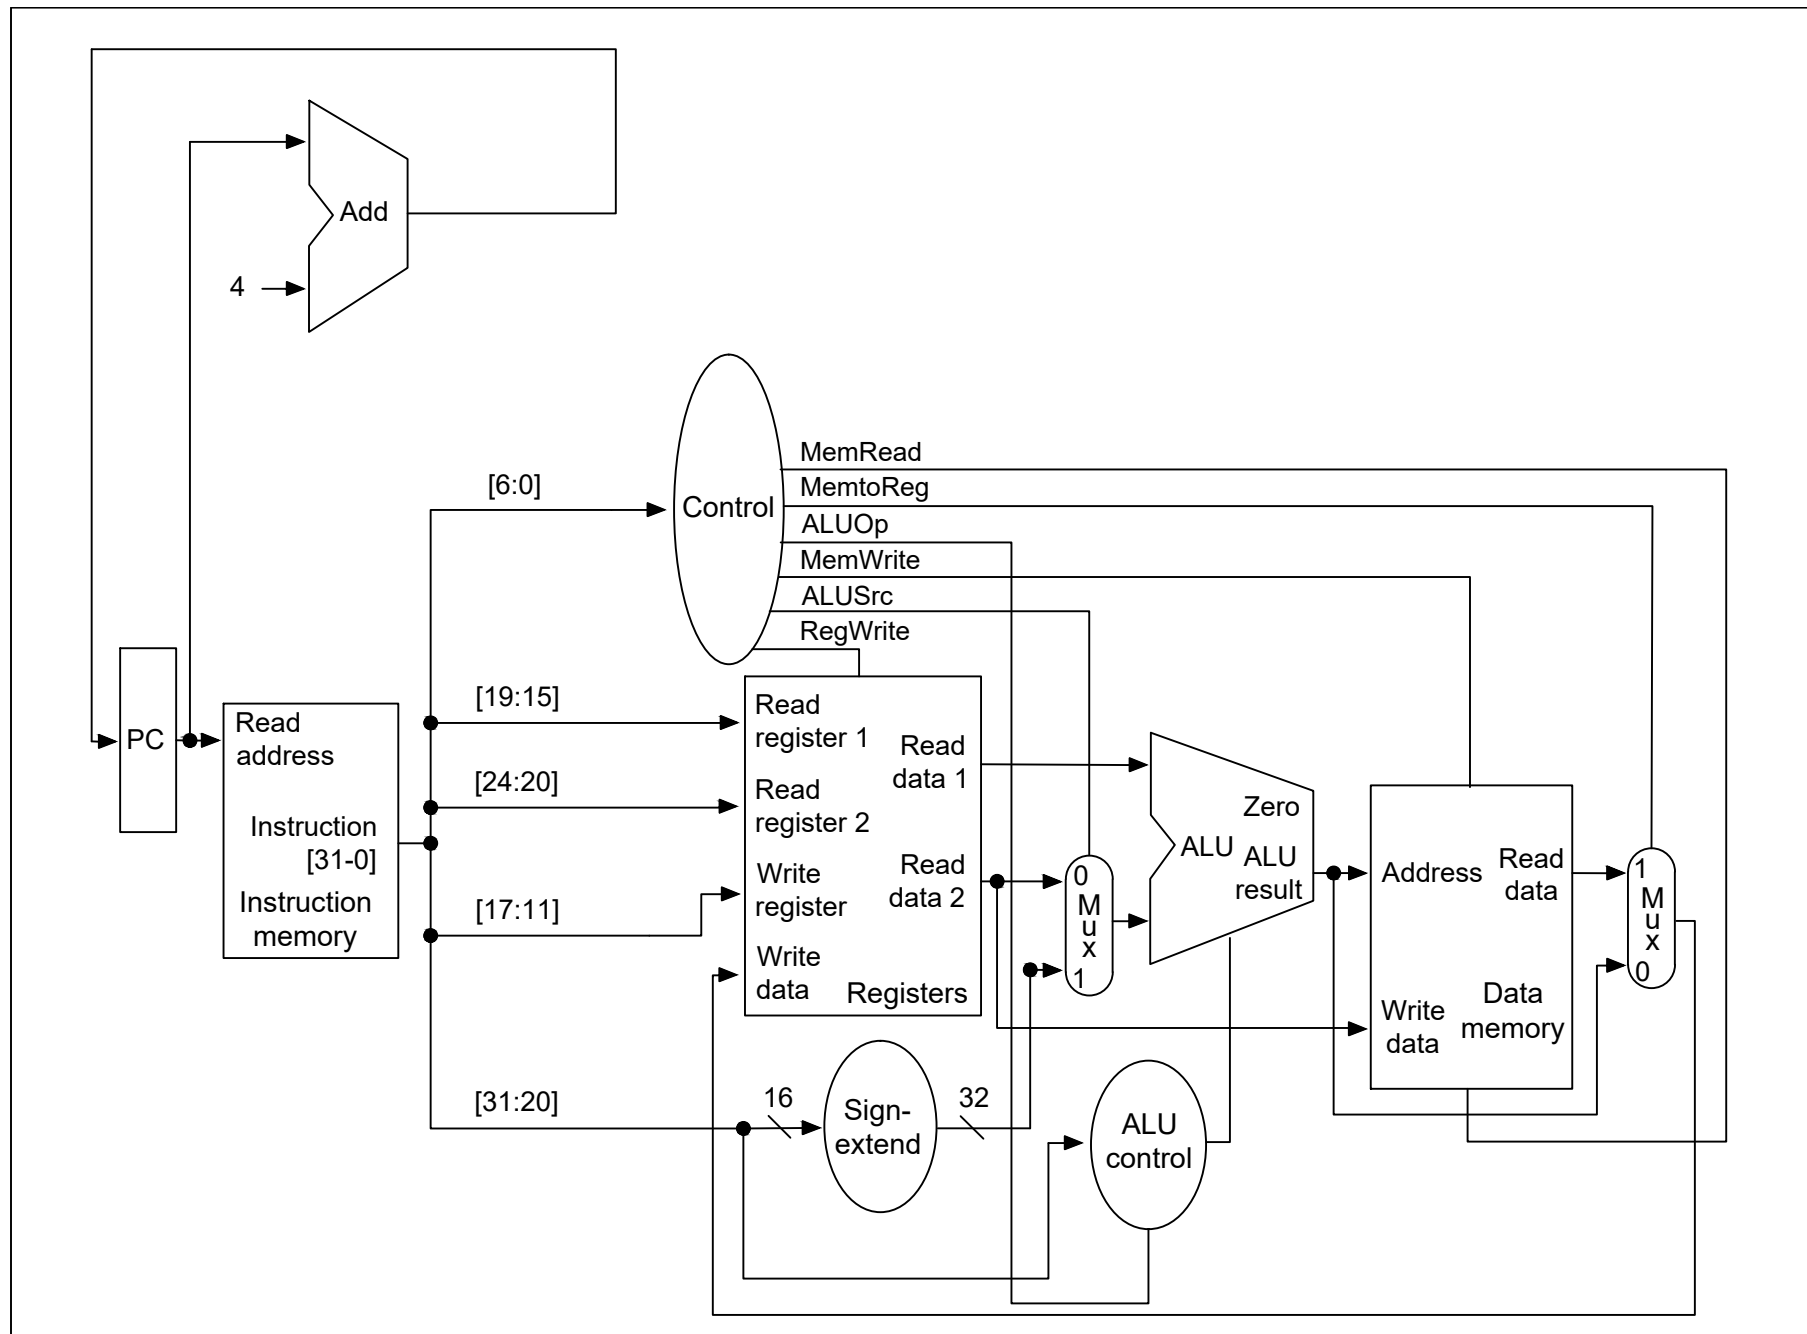 Add
4
MemRead
[6:0]
MemtoReg
Control
ALUOp
MemWrite
ALUSrc
RegWrite
[19:15]
Read
register 1
PC
Read
address
Read
data 1
[24:20]
Read
register 2
Zero
Instruction
[31-0]
ALU
ALU
result
Read
data 2
Write
register
0
Mux
1
Address
Read
data
1
Mux
0
[17:11]
Instruction
memory
Write
data
Registers
Write
data
Data
memory
[31:20]
16
Sign-
extend
32
ALU
control